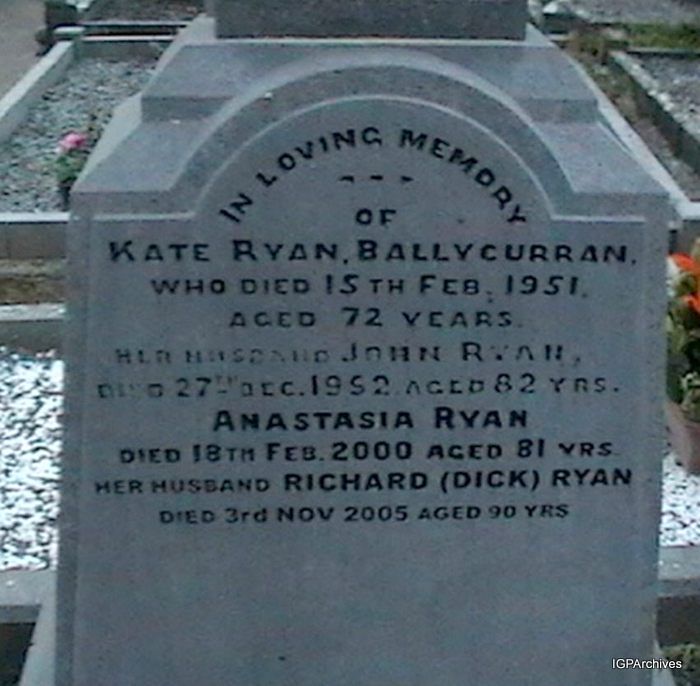 IN LOVING MEMORY
OF
KATE RYAN, BALLYCURRAN,
WHO DIED 15TH FEB, 1951,
AGED 72 YEARS.
HER HUSBAND JOHN RYAN,
DIED 27TH DEC. 1952. AGED 82 YRS.
ANASTASIA RYAN
DIED 18TH FEB. 2000 AGED 81 YRS.
HER HUSBAND RICHARD (DICK) RYAN
DIED 3rd NOV 2005 AGED 90 YRS
IGPArchives